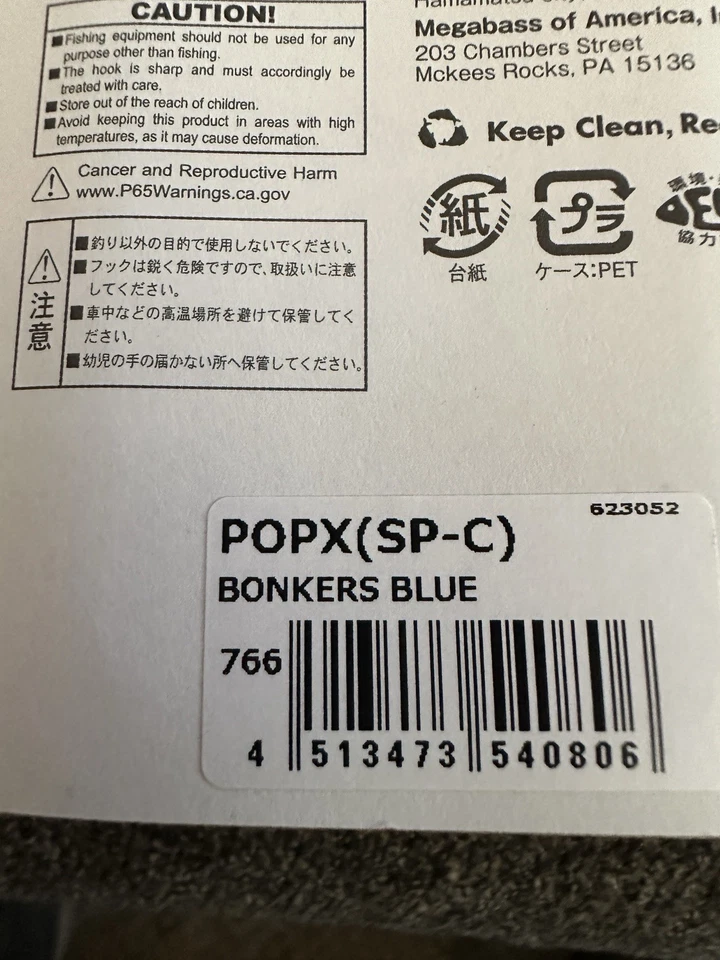 CAUTION!
■Fishing equipment should not be used for any
purpose other than fishing.
■The hook is sharp and must accordingly be
treated with care.
■Store out of the reach of children.
■Avoid keeping this product in areas with high
temperatures, as it may cause deformation.
Cancer and Reproductive Harm
www.P65Warnings.ca.gov
注意
■釣り以外の目的で使用しないでください。
■フックは鋭く危険ですので、取扱いに注意
してください。
■車中などの高温場所を避けて保管してく
ださい。
■幼児の手の届かない所へ保管してください。
Megabass of America,
203 Chambers Street
Mckees Rocks, PA 15136
Keep Clean, Re
紙
台紙
プラ
ケース:PET
環境・
協力
623052
POPX(SP-C)
BONKERS BLUE
766
4 513473 540806